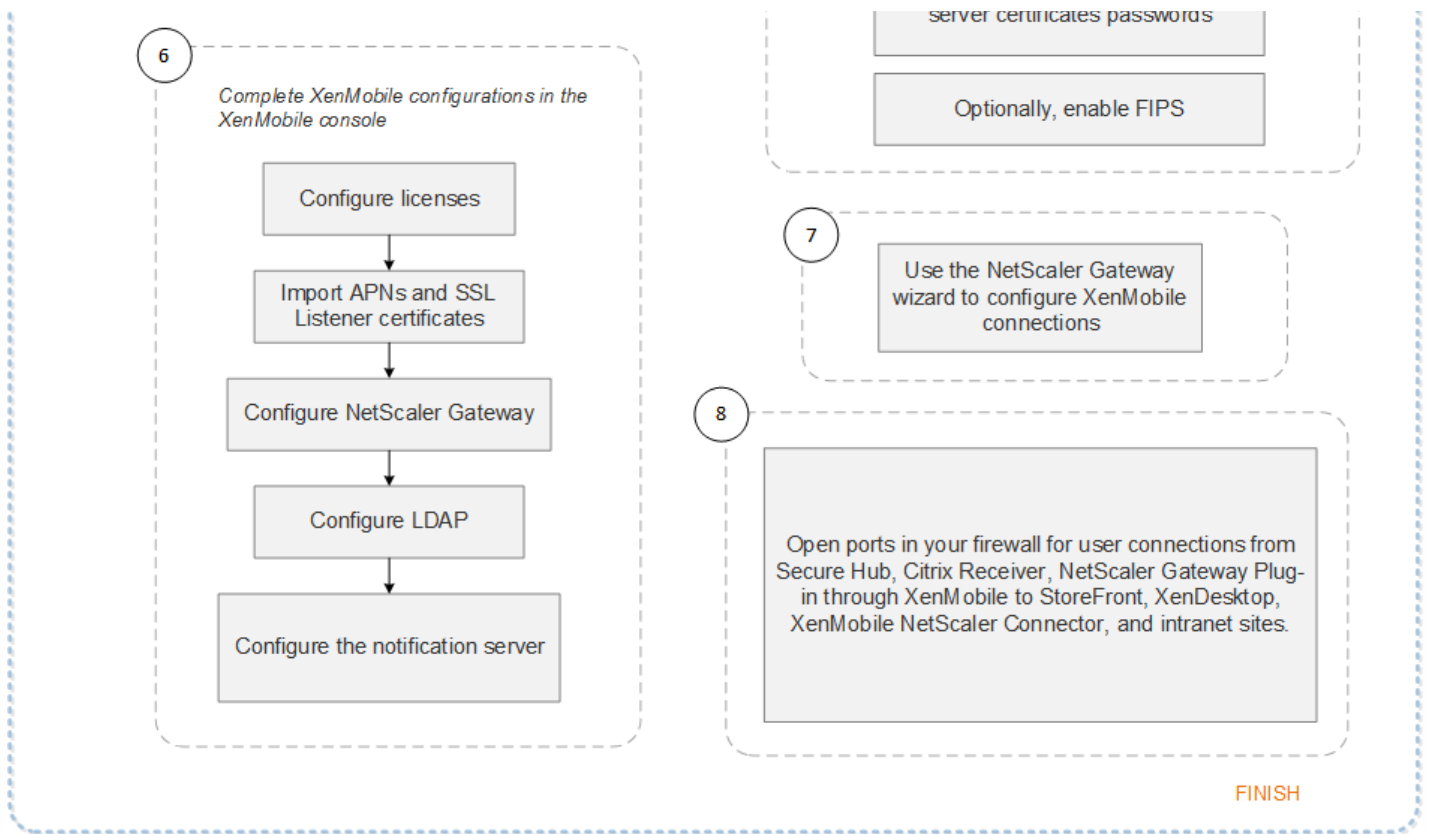 server certificates passwords
Optionally, enable FIPS
6
Complete XenMobile configurations in the
XenMobile console
Configure licenses
Import APNs and SSL
Listener certificates
Configure NetScaler Gateway
Configure LDAP
Configure the notification server
7
Use the NetScaler Gateway
wizard to configure XenMobile
connections
8
Open ports in your firewall for user connections from
Secure Hub, Citrix Receiver, NetScaler Gateway Plug-
in through XenMobile to StoreFront, XenDesktop,
XenMobile NetScaler Connector, and intranet sites.
FINISH